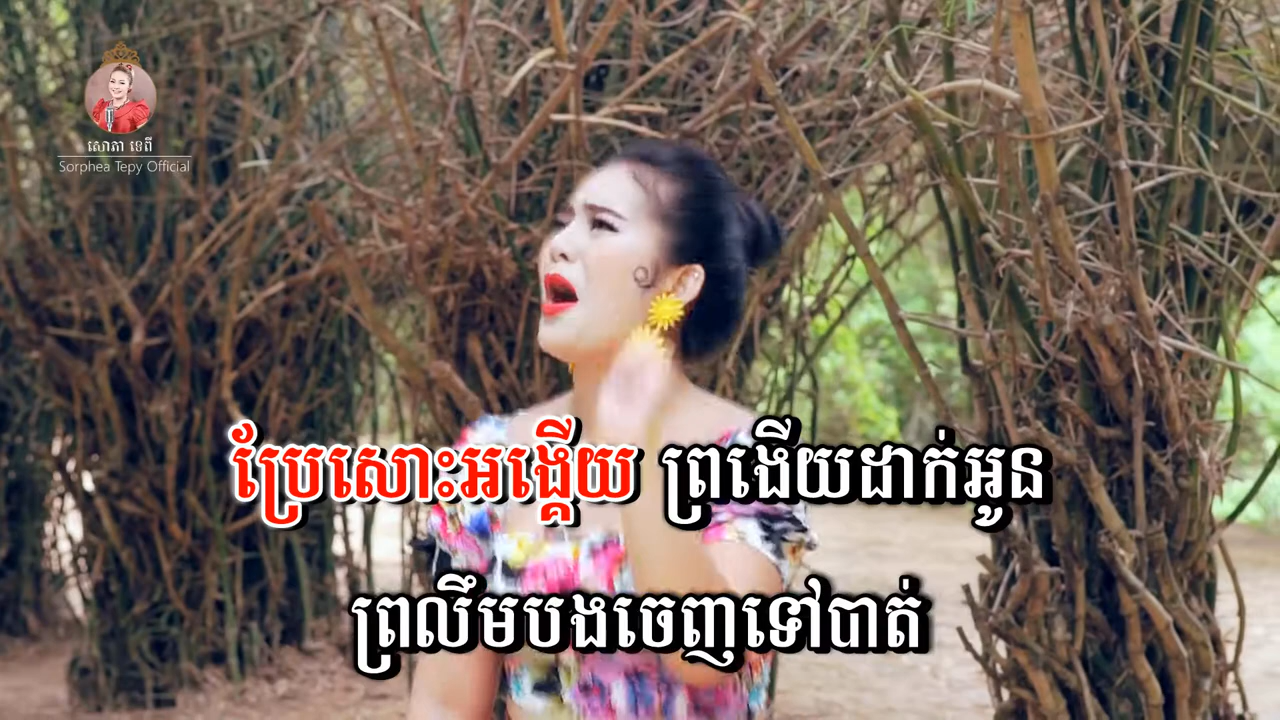 សោភា ទេពី
Sorphea Tepy Official
ប្រែសោះអង្គើយ ព្រងើយដាក់អូន
ព្រលឹមបងចេញទៅបាត់